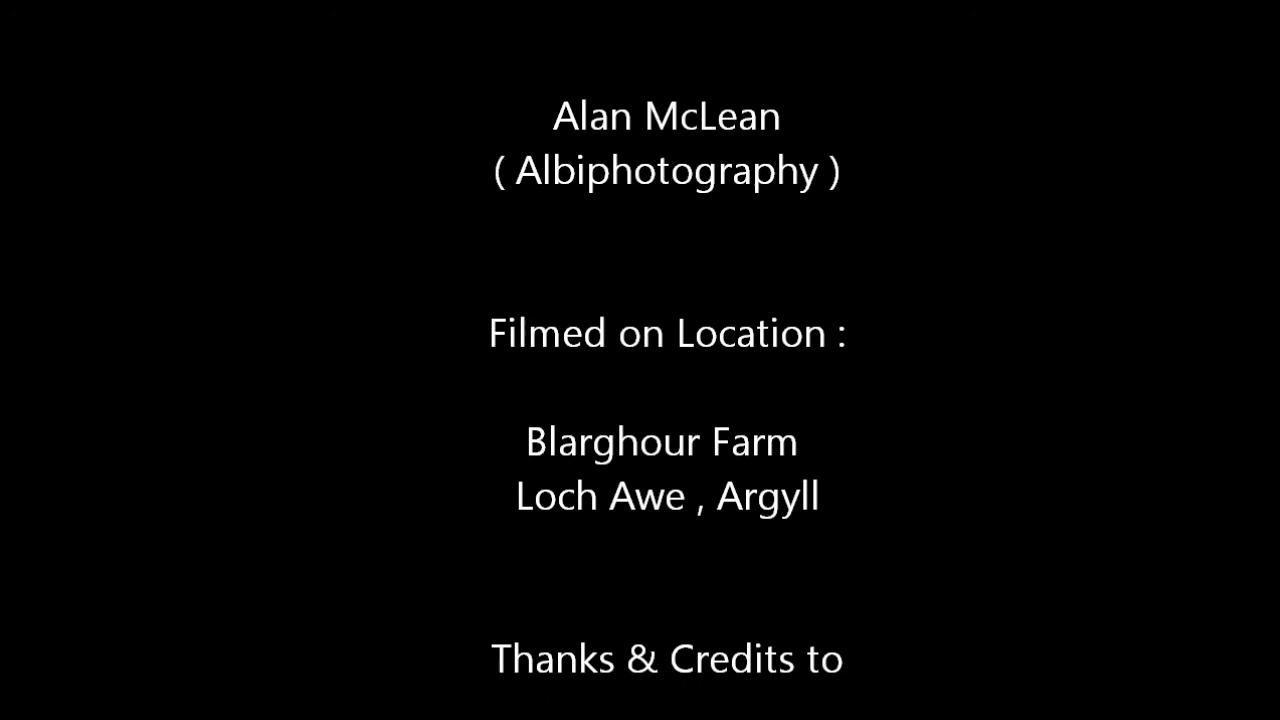 Alan McLean
( Albiphotography )
Filmed on Location :
Blarghour Farm
Loch Awe , Argyll
Thanks & Credits to